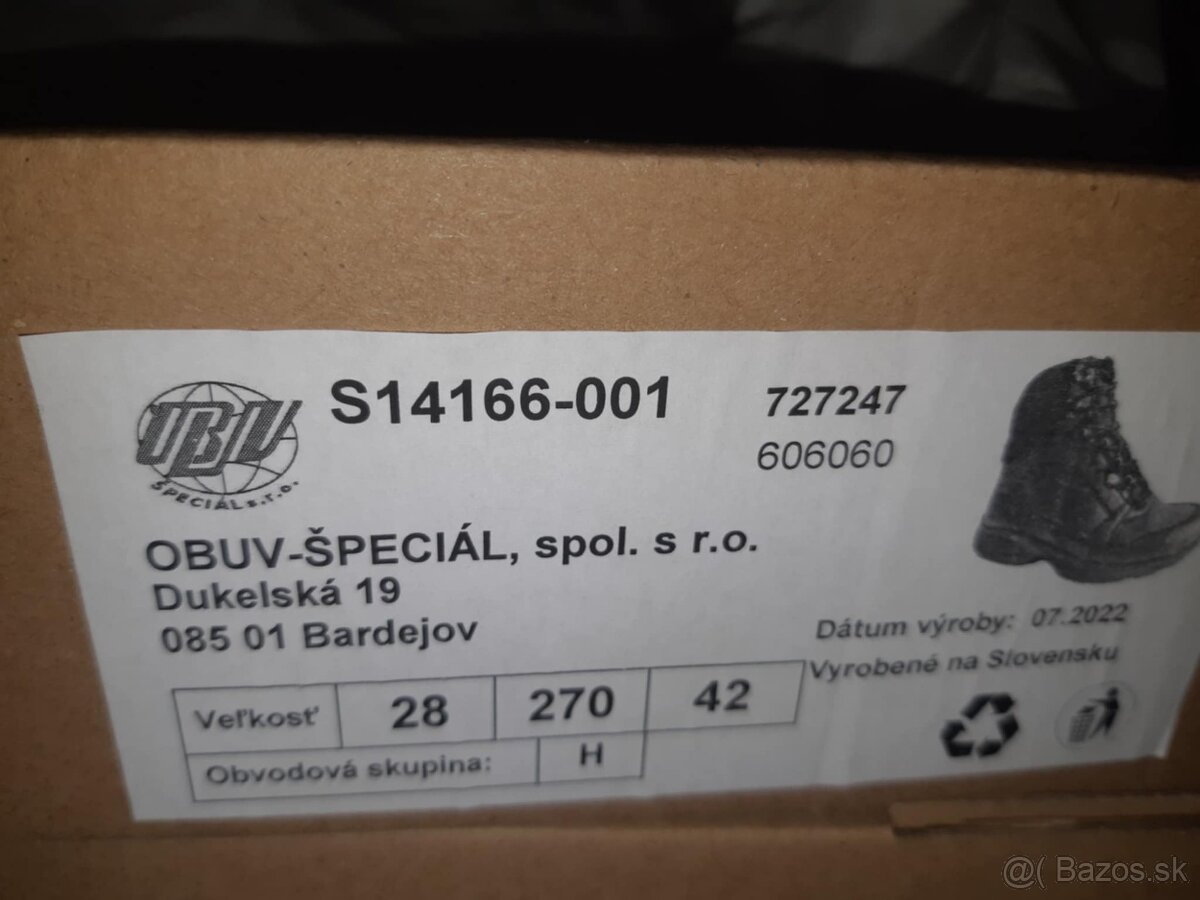 OBUV
ŠPECIÁL s.r.o.
S14166-001
727247
606060
OBUV-ŠPECIÁL, spol. s r.o.
Dukelská 19
085 01 Bardejov
Dátum výroby: 07.2022
Vyrobené na Slovensku
Veľkosť 28 270 42
Obvodová skupina: H
@( Bazos.sk